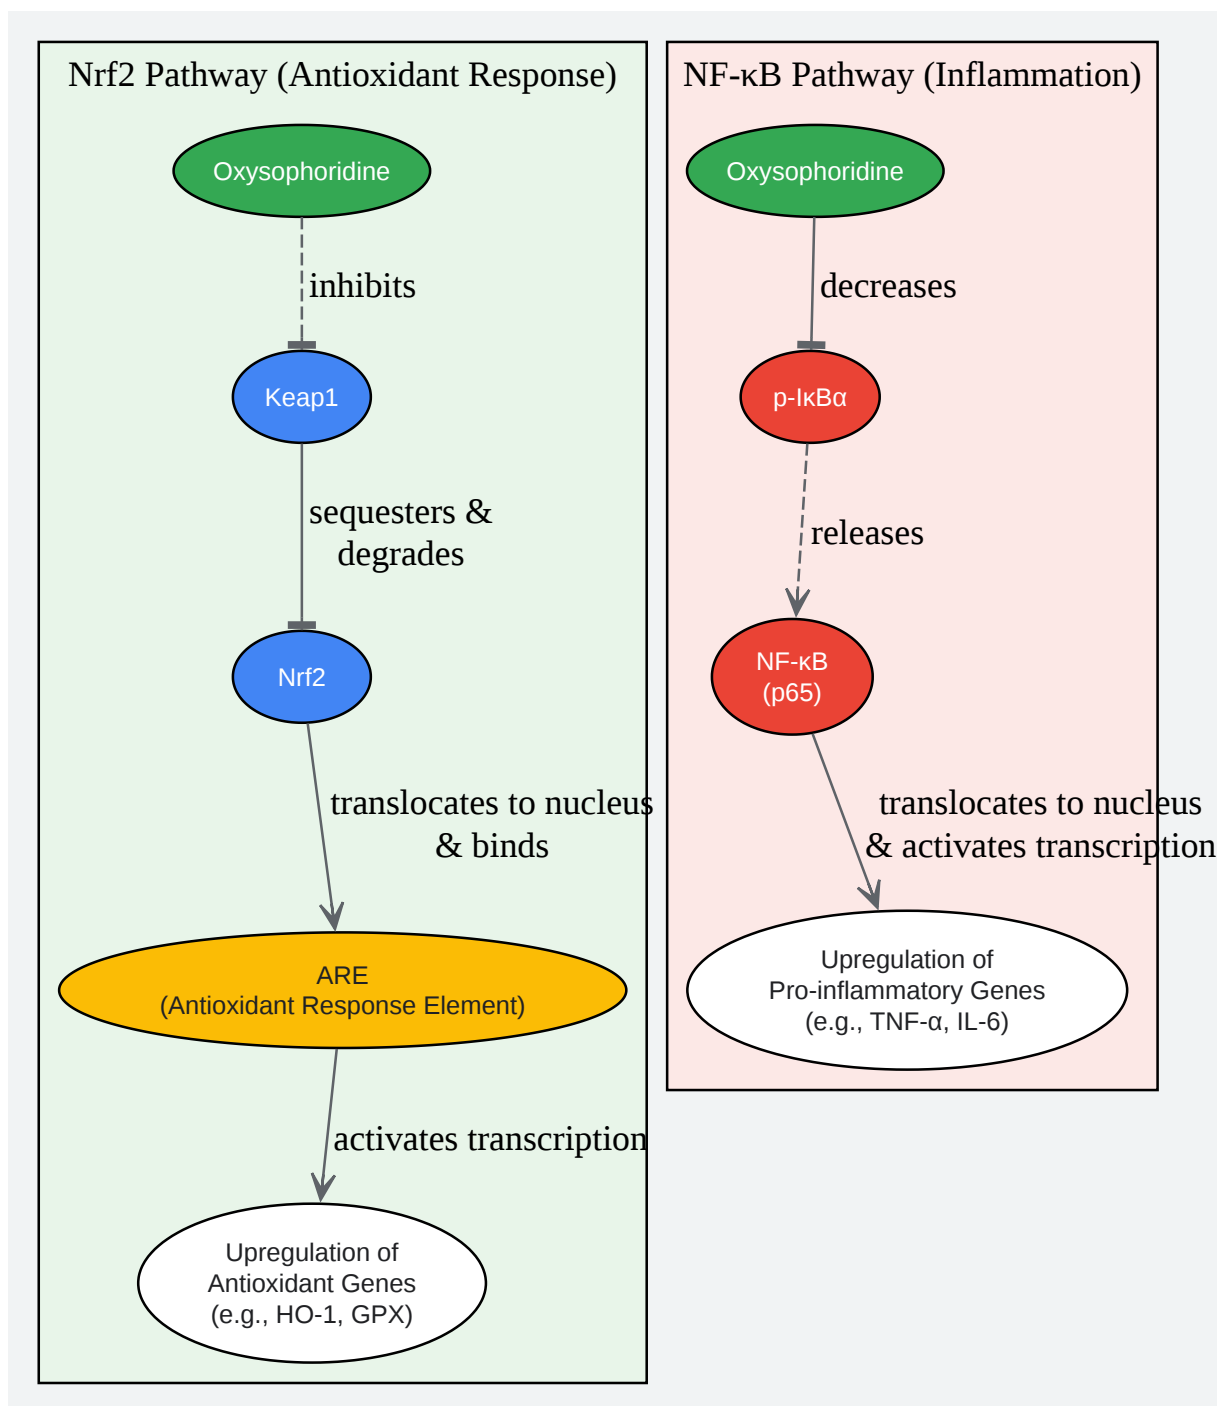 Nrf2 Pathway (Antioxidant Response)
Oxysophoridine
inhibits
Keap1
sequesters &
degrades
Nrf2
translocates to nucleus
& binds
ARE
(Antioxidant Response Element)
activates transcription
Upregulation of
Antioxidant Genes
(e.g., HO-1, GPX)
NF-κB Pathway (Inflammation)
Oxysophoridine
decreases
p-IκBα
releases
NF-κB
(p65)
translocates to nucleus
& activates transcription
Upregulation of
Pro-inflammatory Genes
(e.g., TNF-α, IL-6)